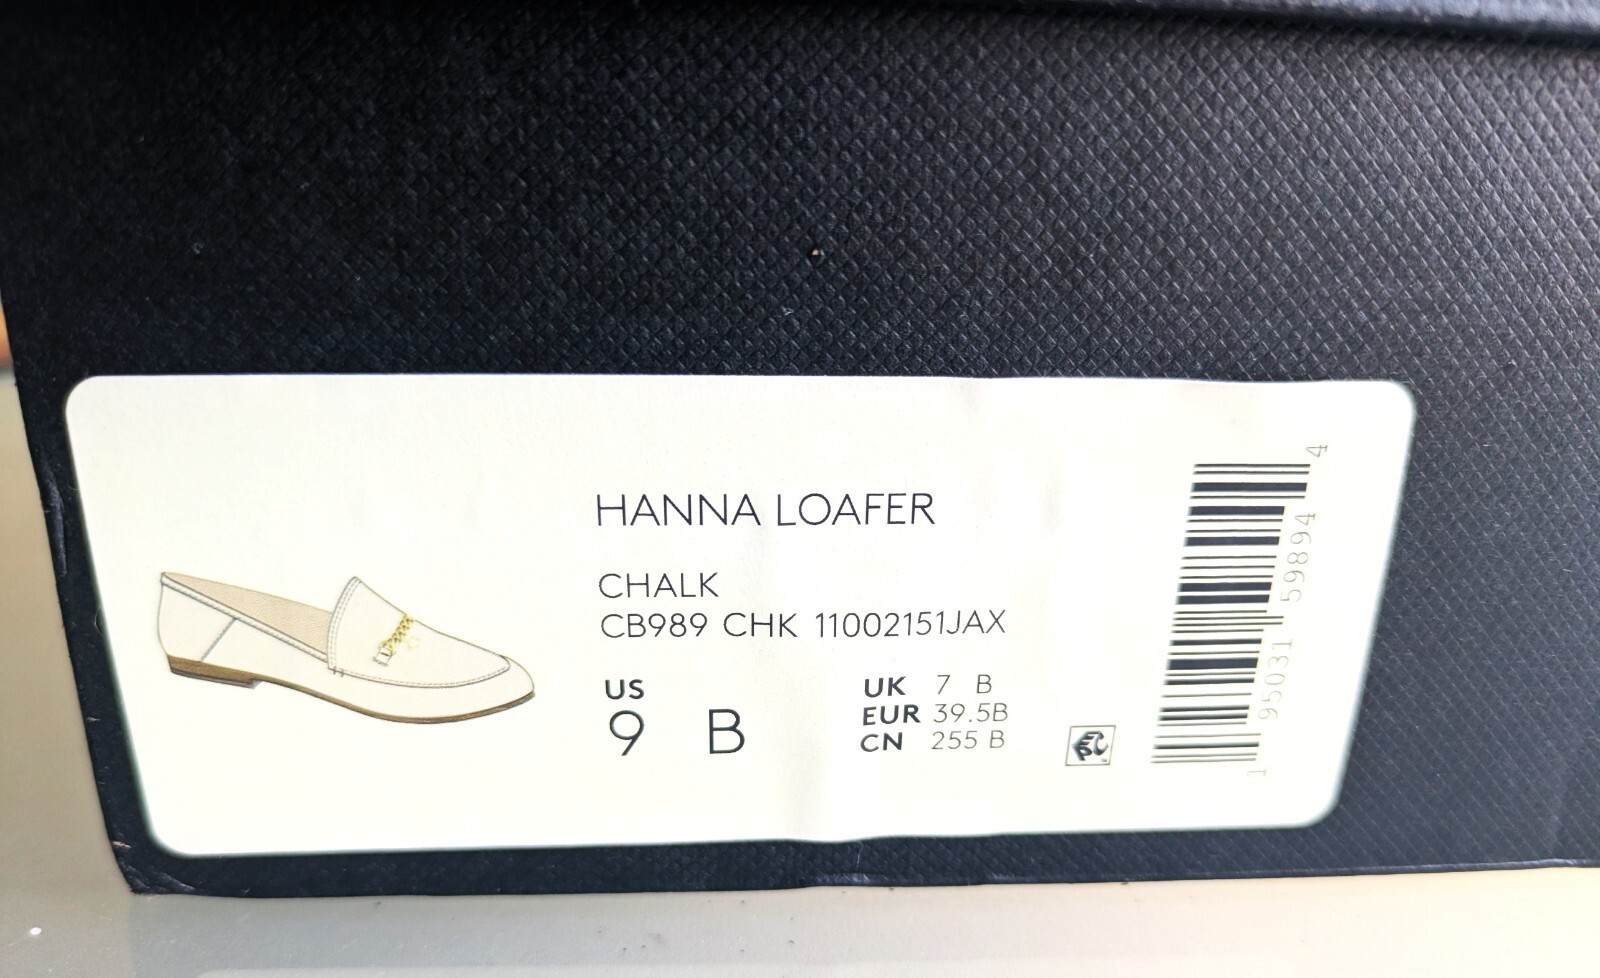 HANNA LOAFER
CHALK
CB989 CHK 11002151JAX
US
9 B
UK 7 B
EUR 39.5B
CN 255 B
1 95031 59894 4